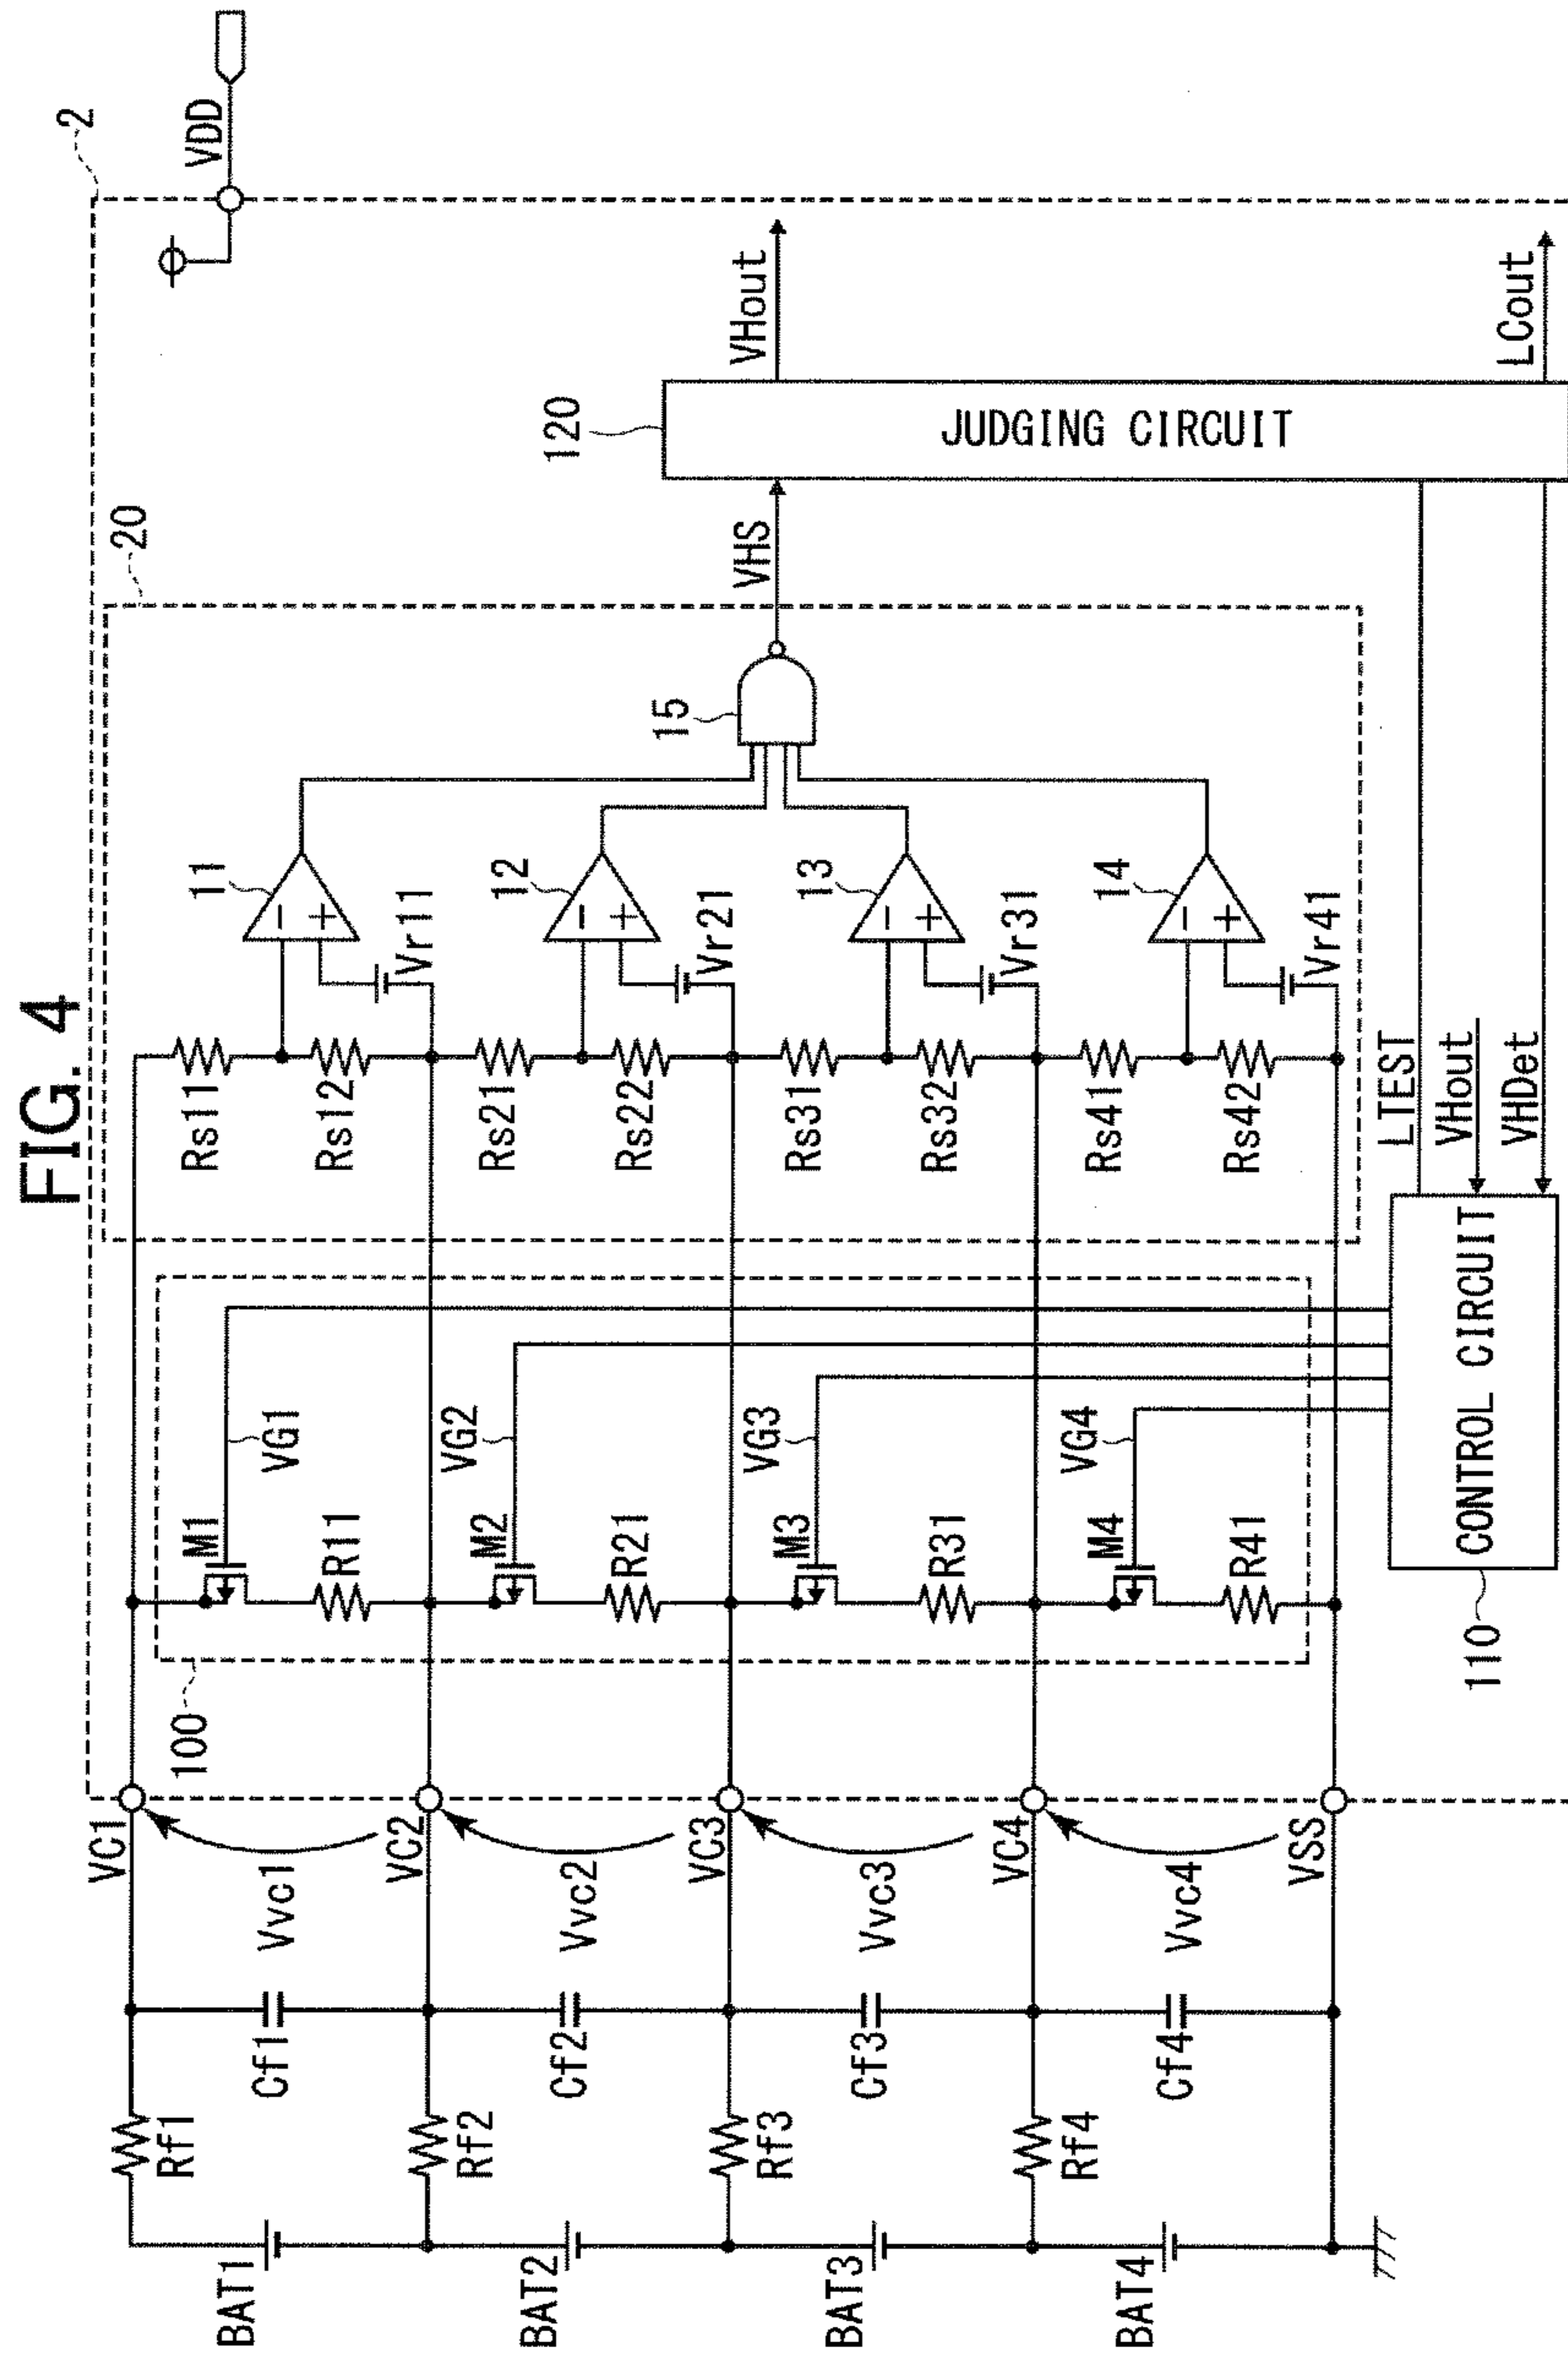 FIG. 4
2
VDD
20
VHS
VHout
120
JUDGING CIRCUIT
LCout
15
11
12
13
14
Vr11
Vr21
Vr31
Vr41
Rs11
Rs12
Rs21
Rs22
Rs31
Rs32
Rs41
Rs42
LTEST
VHout
VHDet
CONTROL CIRCUIT
110
100
VG1
VG2
VG3
VG4
M1
R11
M2
R21
M3
R31
M4
R41
VC1
VC2
VC3
VC4
VSS
Vvc1
Vvc2
Vvc3
Vvc4
Cf1
Cf2
Cf3
Cf4
Rf1
Rf2
Rf3
Rf4
BAT1
BAT2
BAT3
BAT4